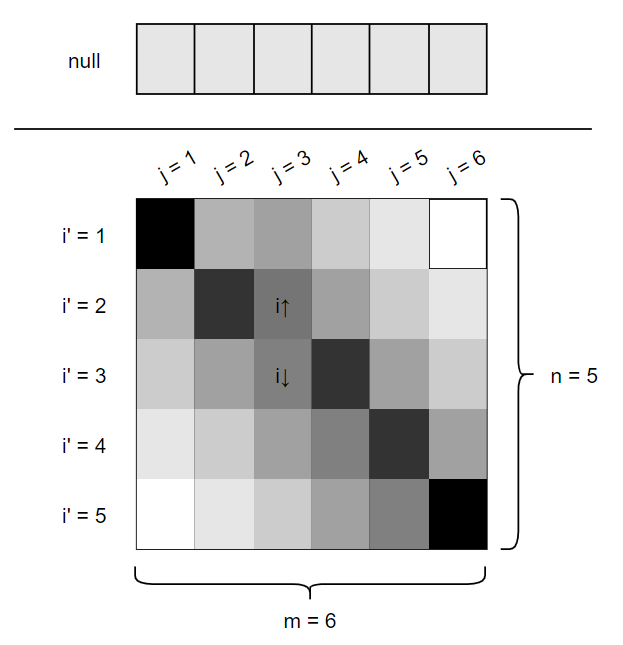 null
j = 1
j = 2
j = 3
j = 4
j = 5
j = 6
i' = 1
i' = 2
i↑
i' = 3
i↓
n = 5
i' = 4
i' = 5
m = 6